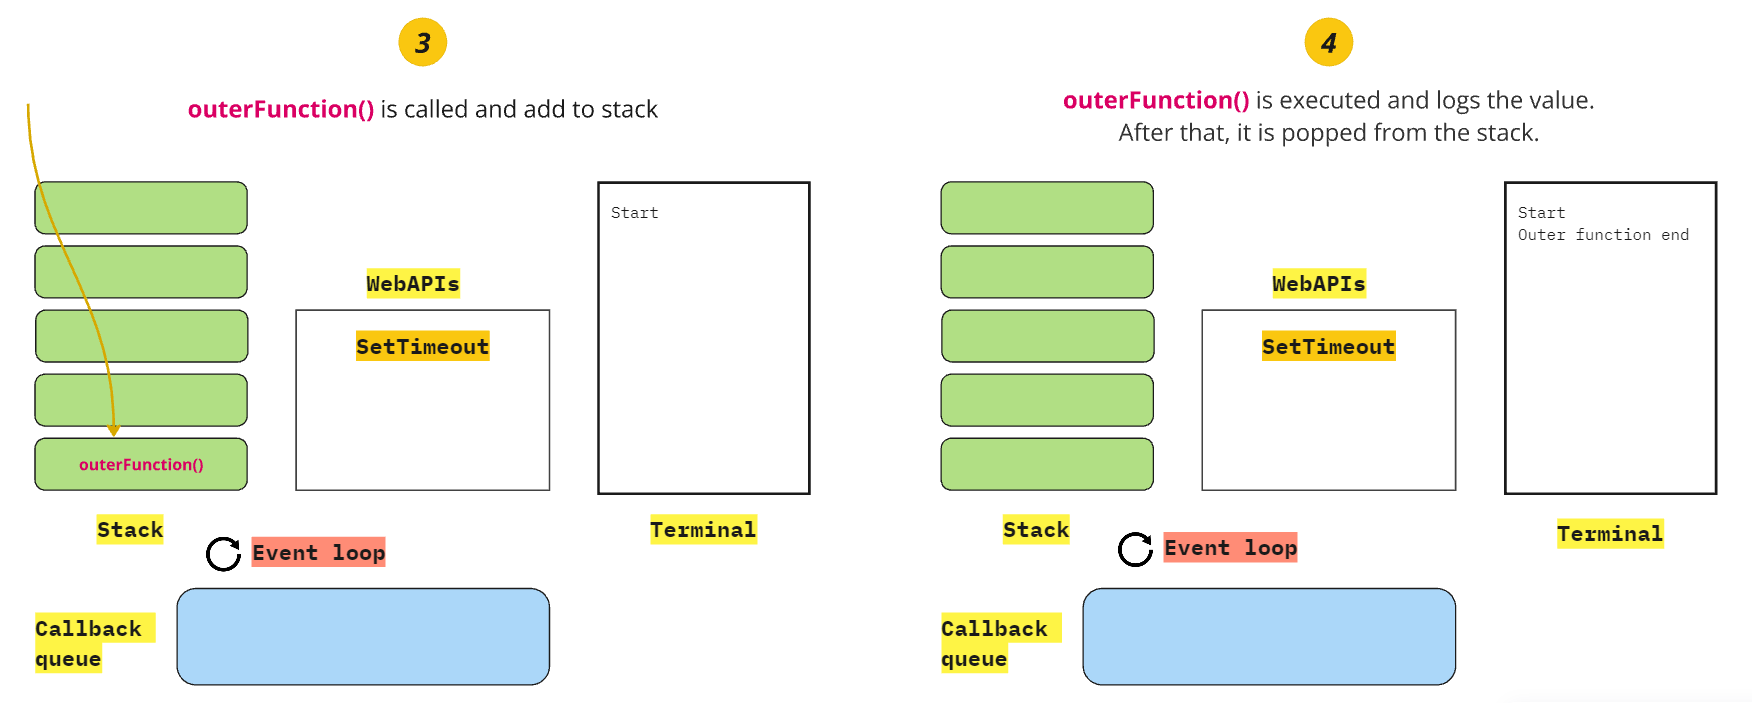 3
outerFunction() is called and add to stack
Start
WebAPIs
SetTimeout
outerFunction()
Stack
Terminal
Event loop
Callback
queue
4
outerFunction() is executed and logs the value.
After that, it is popped from the stack.
Start
Outer function end
WebAPIs
SetTimeout
Stack
Terminal
Event loop
Callback
queue